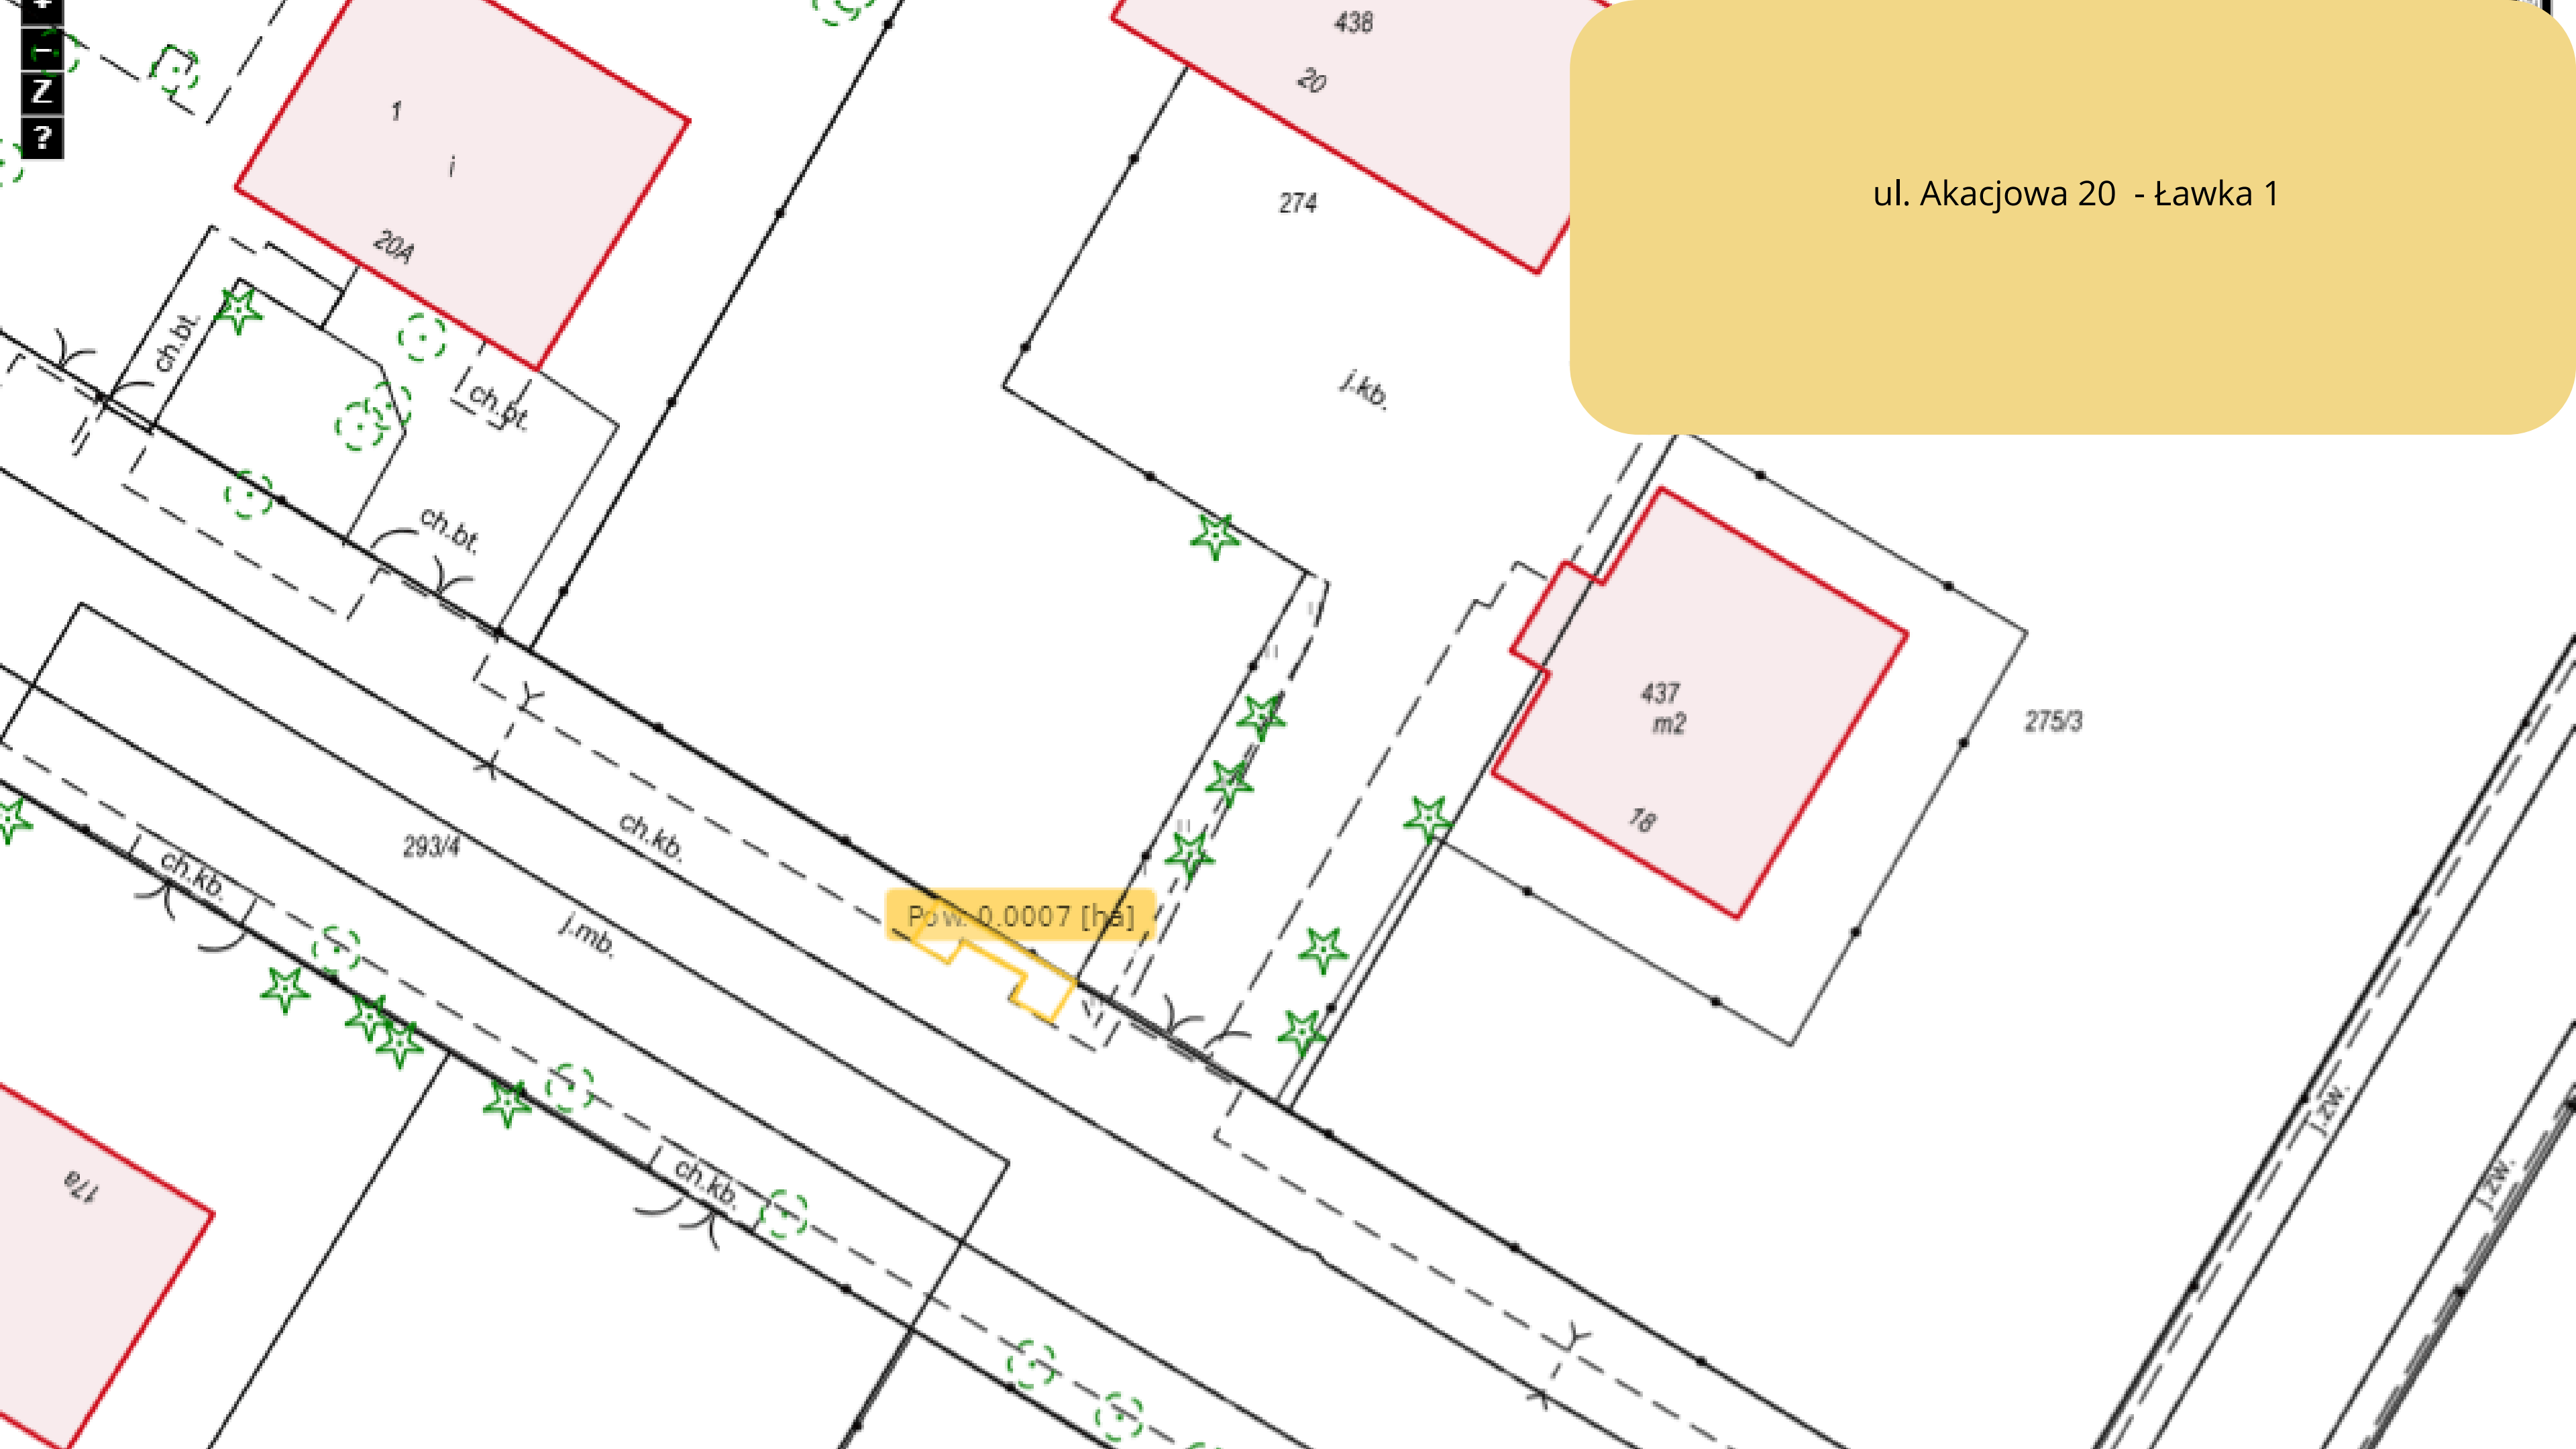 +
–
Z
?
438
20
ul. Akacjowa 20 - Ławka 1
1
i
20A
274
ch.bt.
j.kb.
ch.bt.
ch.bt.
437
m2
275/3
18
ch.kb.
293/4
ch.kb.
j.mb.
Pow. 0.0007 [ha]
j.zw.
j.zw.
17a
ch.kb.